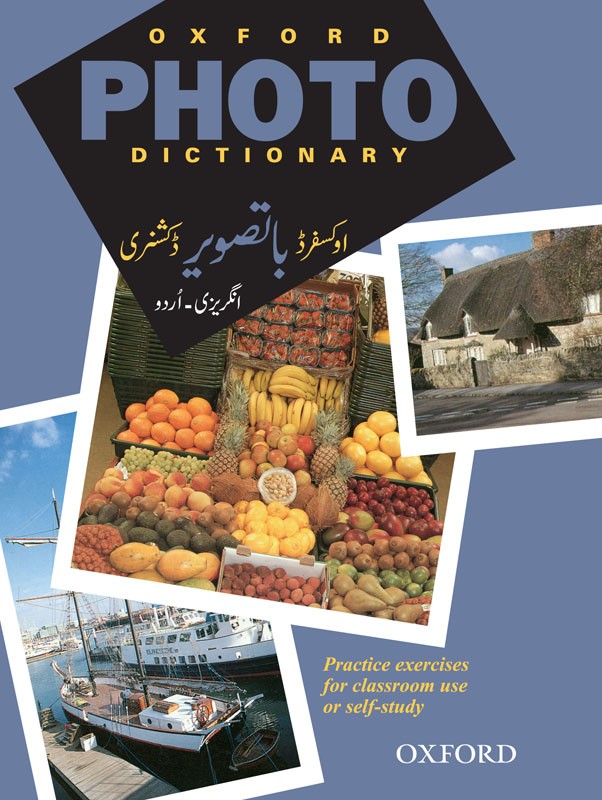 OXFORD
PHOTO
DICTIONARY
اوکسفرڈ باتصویر ڈکشنری
انگریزی - اُردو
Practice exercises
for classroom use
or self-study
OXFORD